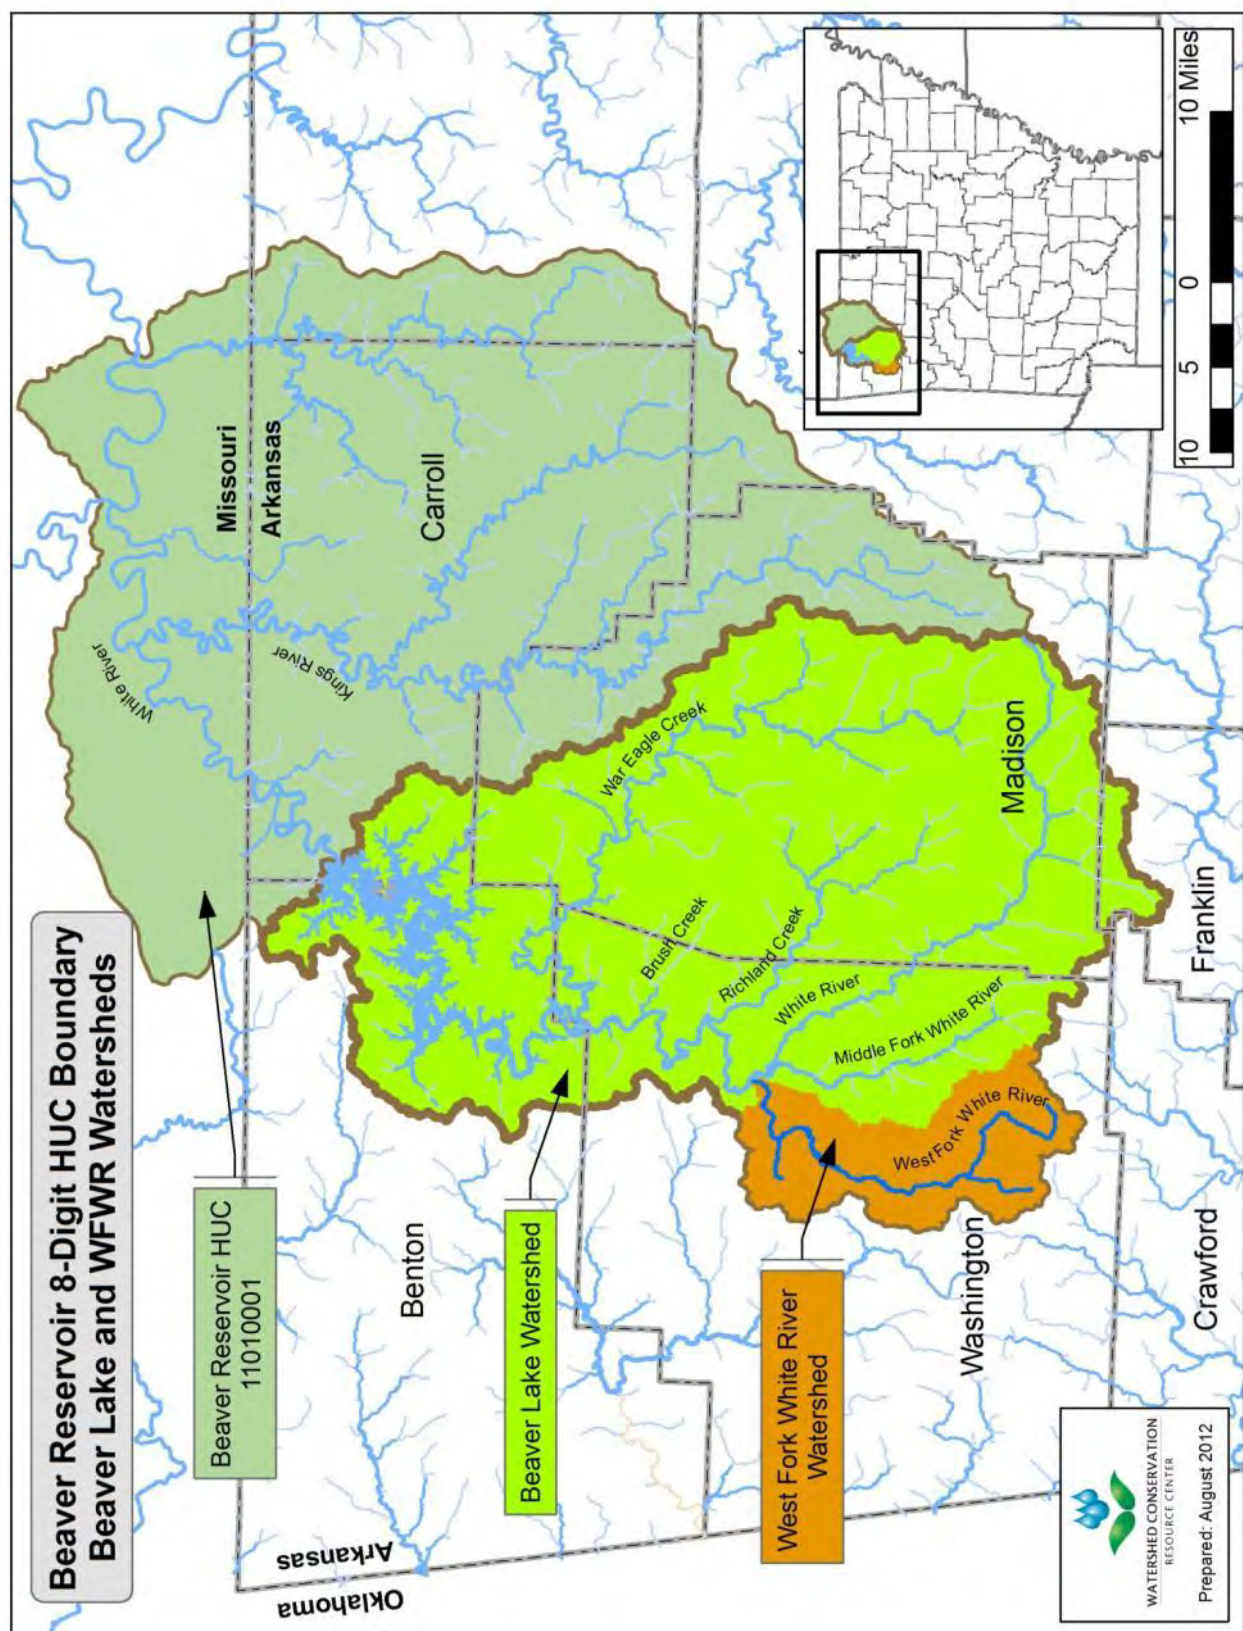 Beaver Reservoir 8-Digit HUC Boundary
Beaver Lake and WFWR Watersheds
Beaver Reservoir HUC
11010001
Beaver Lake Watershed
West Fork White River
Watershed
Missouri
Arkansas
Oklahoma
Arkansas
Carroll
Benton
Madison
Washington
Franklin
Crawford
White River
Kings River
War Eagle Creek
Brush Creek
Richland Creek
White River
Middle Fork White River
West Fork White River
WATERSHED CONSERVATION
RESOURCE CENTER
Prepared: August 2012
10 5 0 10 Miles